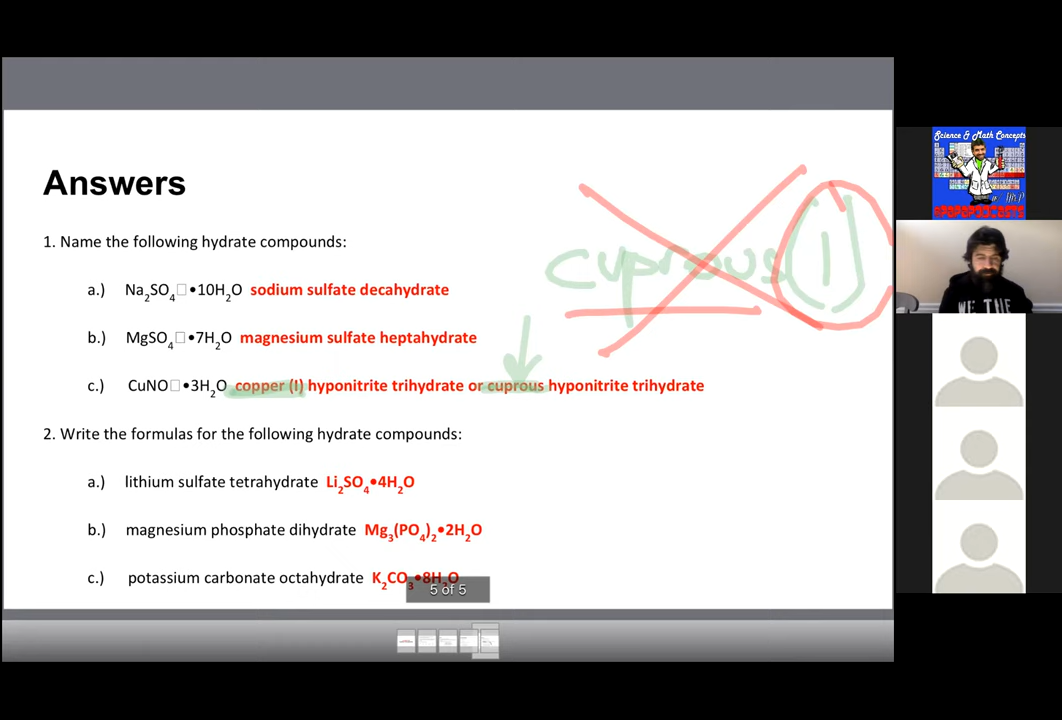 Answers
1. Name the following hydrate compounds:
a.) Na₂SO₄□•10H₂O sodium sulfate decahydrate
b.) MgSO₄□•7H₂O magnesium sulfate heptahydrate
c.) CuNO□•3H₂O copper (I) hyponitrite trihydrate or cuprous hyponitrite trihydrate
2. Write the formulas for the following hydrate compounds:
a.) lithium sulfate tetrahydrate Li₂SO₄•4H₂O
b.) magnesium phosphate dihydrate Mg₃(PO₄)₂•2H₂O
c.) potassium carbonate octahydrate K₂CO₃•8H₂O
5 of 5
cuprous (I)
Science & Math Concepts
WE THE